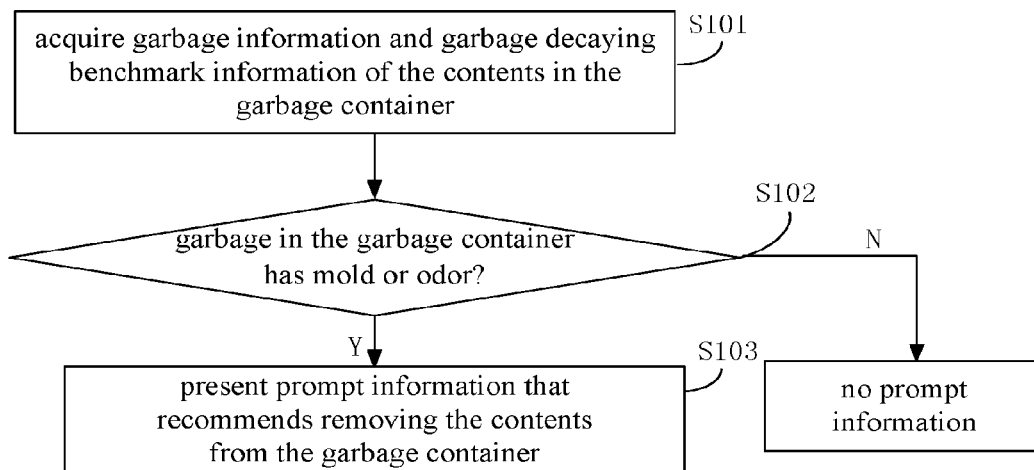 S101
acquire garbage information and garbage decaying
benchmark information of the contents in the
garbage container
S102
garbage in the garbage container
has mold or odor?
N
Y
S103
present prompt information that
recommends removing the contents
from the garbage container
no prompt
information